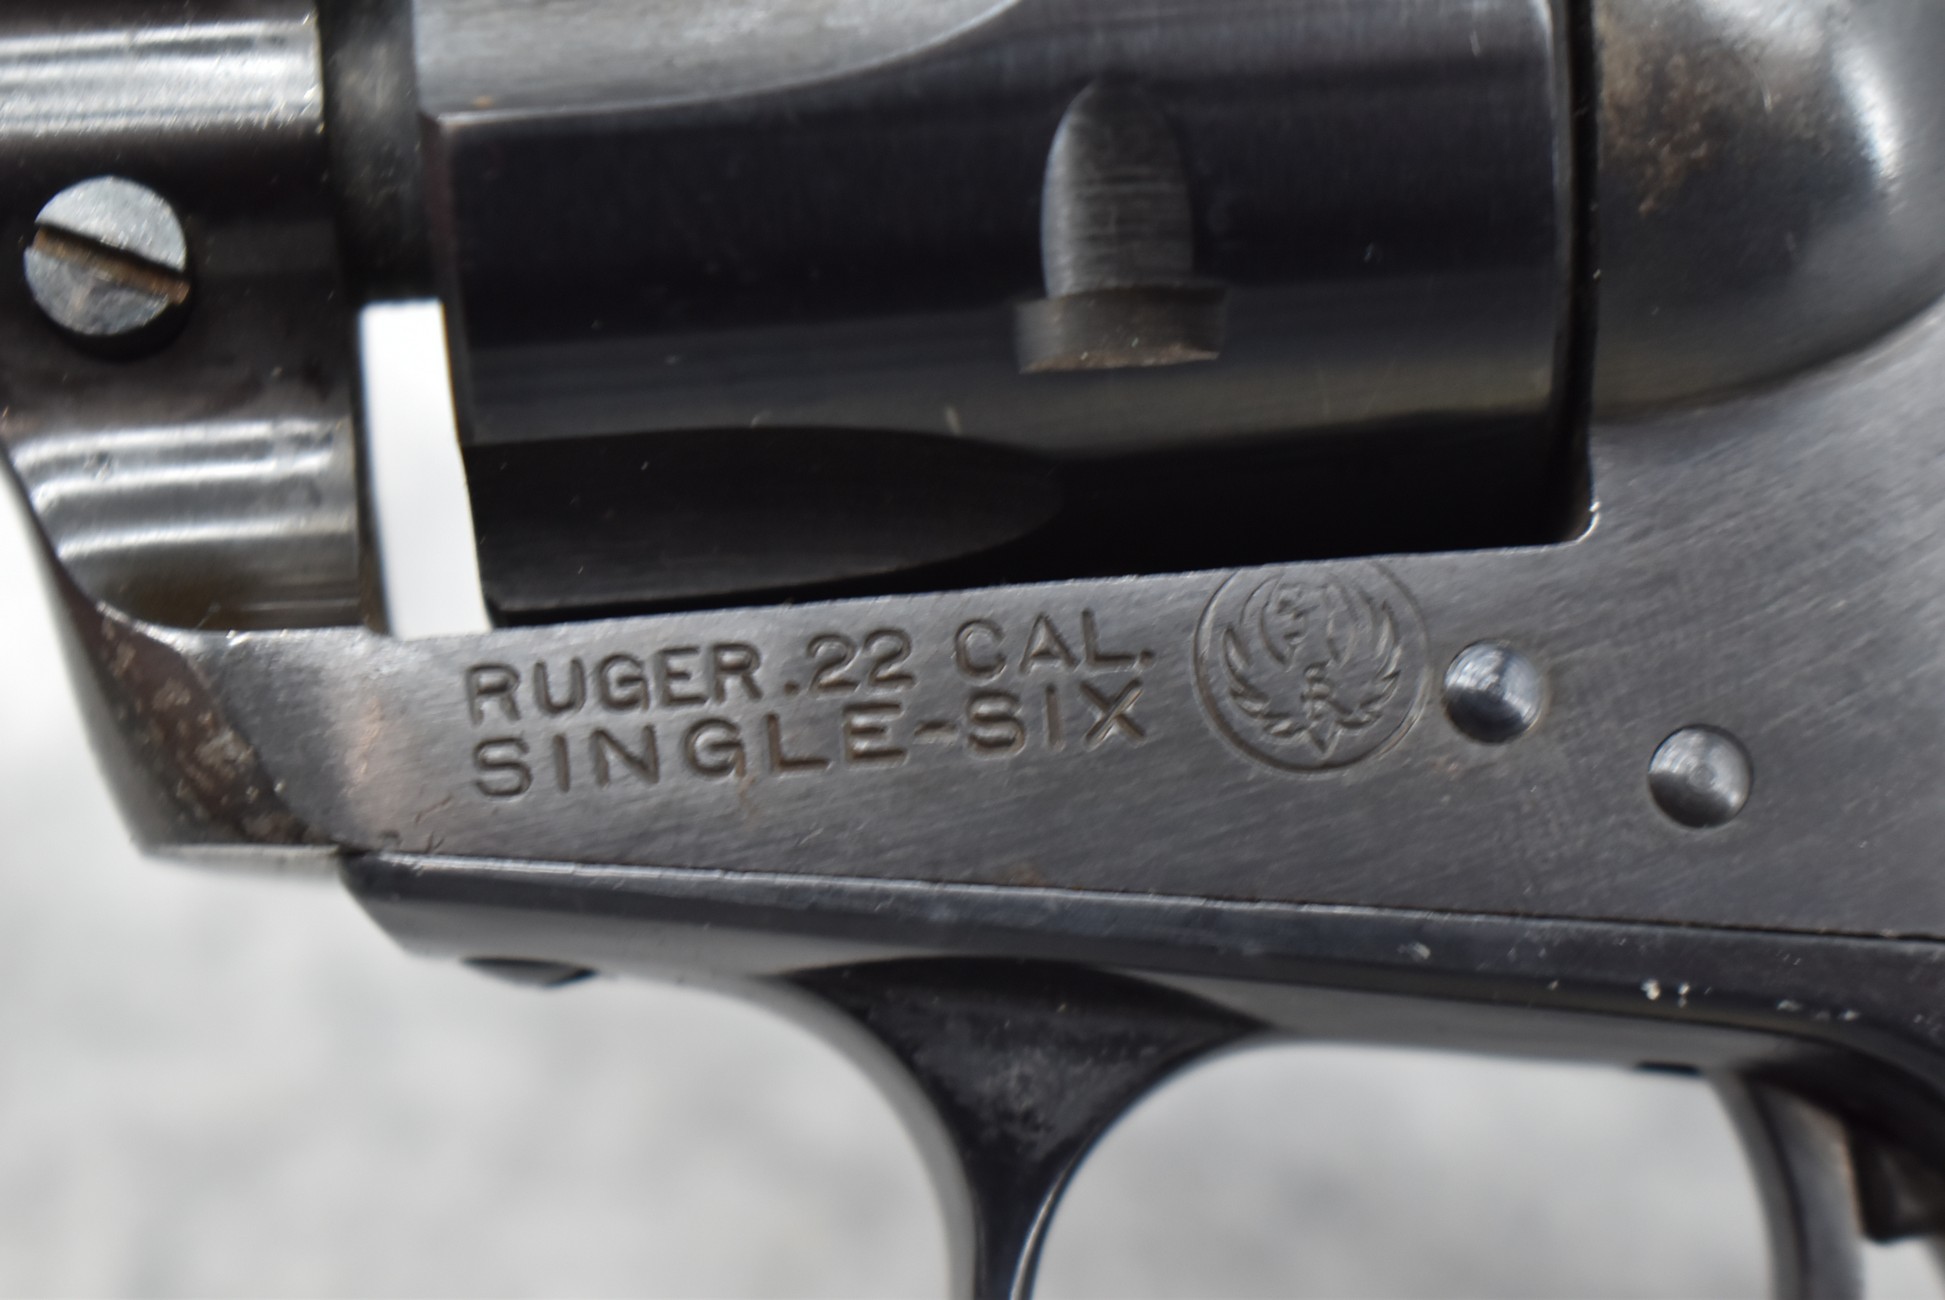 RUGER .22 CAL.
SINGLE-SIX